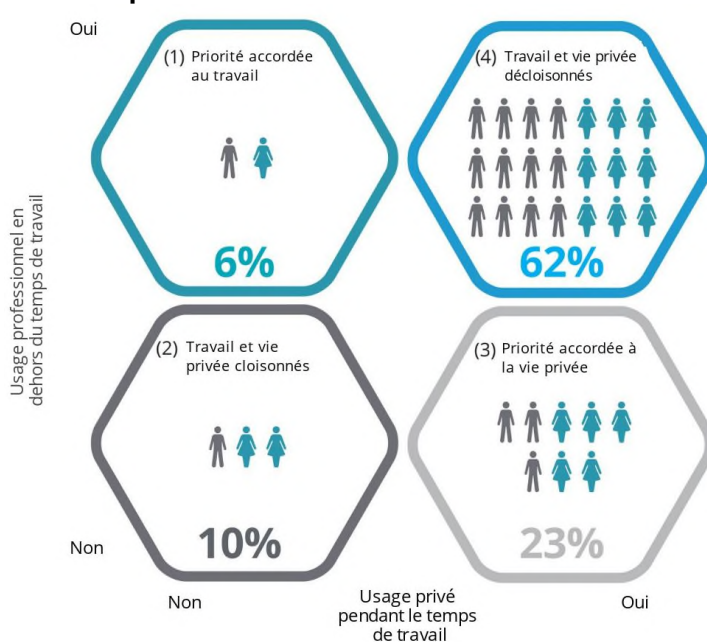 Oui
(1) Priorité accordée
au travail
6%
(4) Travail et vie privée
décloisonnés
62%
Usage professionnel en
dehors du temps de travail
(2) Travail et vie
privée cloisonnés
10%
(3) Priorité accordée à
la vie privée
23%
Non
Non
Usage privé
pendant le temps
de travail
Oui